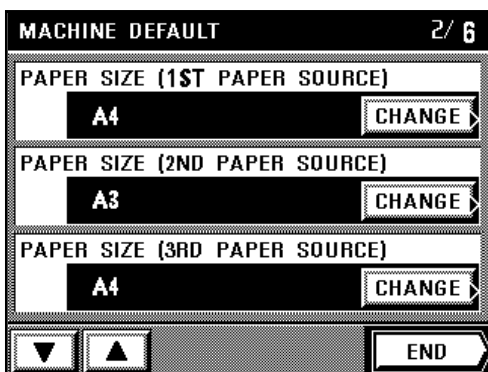 MACHINE DEFAULT 2/ 6
PAPER SIZE (1ST PAPER SOURCE)
A4 CHANGE
PAPER SIZE (2ND PAPER SOURCE)
A3 CHANGE
PAPER SIZE (3RD PAPER SOURCE)
A4 CHANGE
END